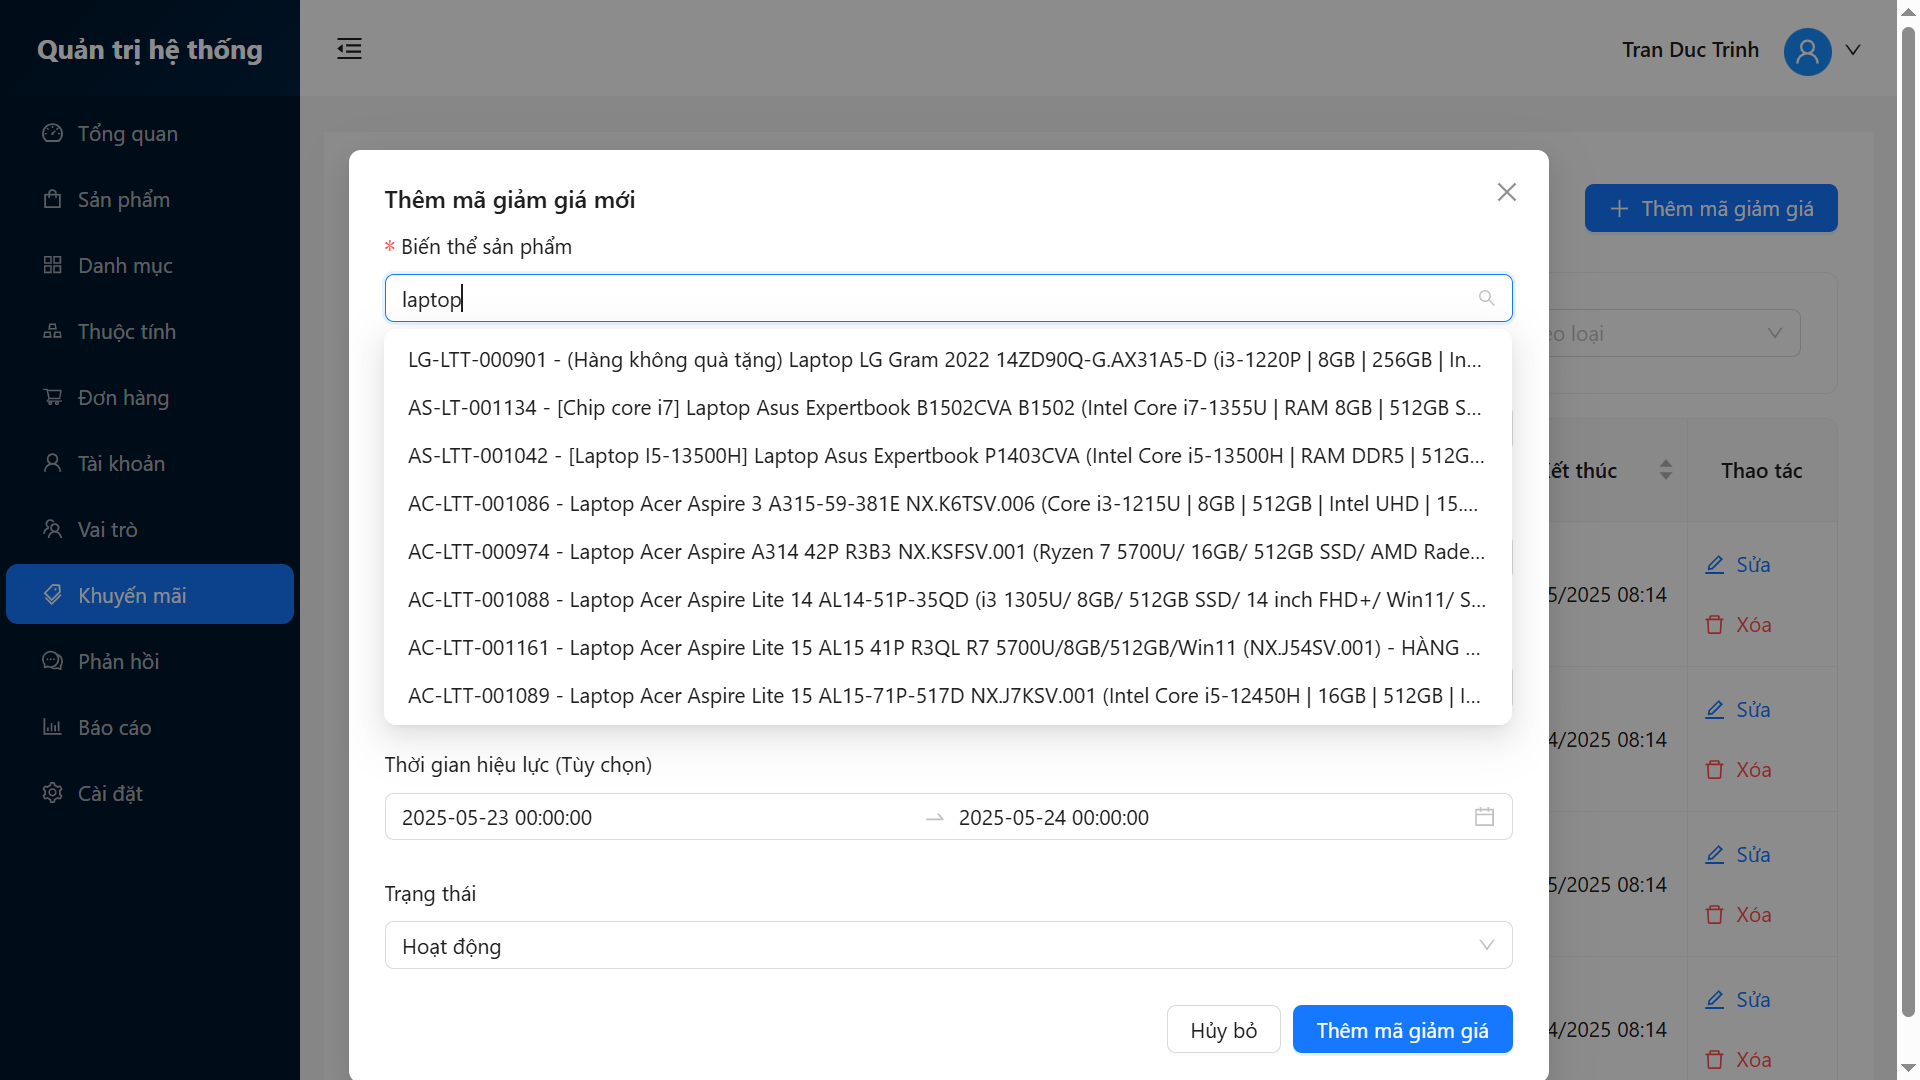 Quản trị hệ thống
Tran Duc Trinh
Tổng quan
Sản phẩm
Danh mục
Thuộc tính
Đơn hàng
Tài khoản
Vai trò
Khuyến mãi
Phản hồi
Báo cáo
Cài đặt
Thêm mã giảm giá
Thêm mã giảm giá mới
* Biến thể sản phẩm
laptop
LG-LTT-000901 - (Hàng không quà tặng) Laptop LG Gram 2022 14ZD90Q-G.AX31A5-D (i3-1220P | 8GB | 256GB | In...
AS-LT-001134 - [Chip core i7] Laptop Asus Expertbook B1502CVA B1502 (Intel Core i7-1355U | RAM 8GB | 512GB S...
AS-LTT-001042 - [Laptop I5-13500H] Laptop Asus Expertbook P1403CVA (Intel Core i5-13500H | RAM DDR5 | 512G...
AC-LTT-001086 - Laptop Acer Aspire 3 A315-59-381E NX.K6TSV.006 (Core i3-1215U | 8GB | 512GB | Intel UHD | 15....
AC-LTT-000974 - Laptop Acer Aspire A314 42P R3B3 NX.KSFSV.001 (Ryzen 7 5700U/ 16GB/ 512GB SSD/ AMD Rade...
AC-LTT-001088 - Laptop Acer Aspire Lite 14 AL14-51P-35QD (i3 1305U/ 8GB/ 512GB SSD/ 14 inch FHD+/ Win11/ S...
AC-LTT-001161 - Laptop Acer Aspire Lite 15 AL15 41P R3QL R7 5700U/8GB/512GB/Win11 (NX.J54SV.001) - HÀNG ...
AC-LTT-001089 - Laptop Acer Aspire Lite 15 AL15-71P-517D NX.J7KSV.001 (Intel Core i5-12450H | 16GB | 512GB | I...
Thời gian hiệu lực (Tùy chọn)
2025-05-23 00:00:00
2025-05-24 00:00:00
Trạng thái
Hoạt động
Hủy bỏ
Thêm mã giảm giá
eo loại
Kết thúc
Thao tác
5/2025 08:14
Sửa
Xóa
4/2025 08:14
Sửa
Xóa
5/2025 08:14
Sửa
Xóa
4/2025 08:14
Sửa
Xóa